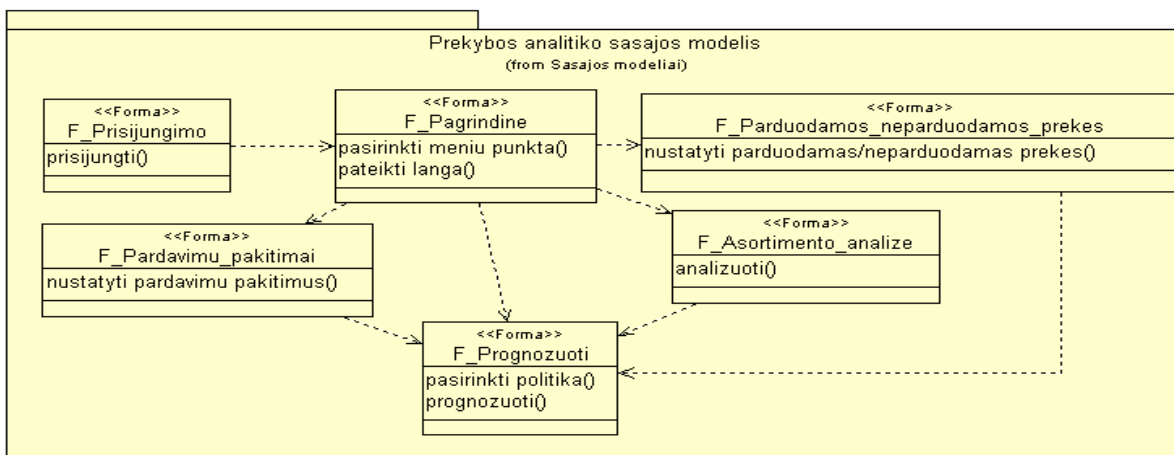 Prekybos analitiko sasajos modelis
(from Sasajos modeliai)
<<Forma>>
F_Prisijungimo
prisijungti()
<<Forma>>
F_Pagrindine
pasirinkti meniu punkta()
pateikti langa()
<<Forma>>
F_Parduodamos_neparduodamos_prekes
nustatyti parduodamas/neparduodamas prekes()
<<Forma>>
F_Pardavimu_pakitimai
nustatyti pardavimu pakitimus()
<<Forma>>
F_Asortimento_analize
analizuoti()
<<Forma>>
F_Prognozuoti
pasirinkti politika()
prognozuoti()